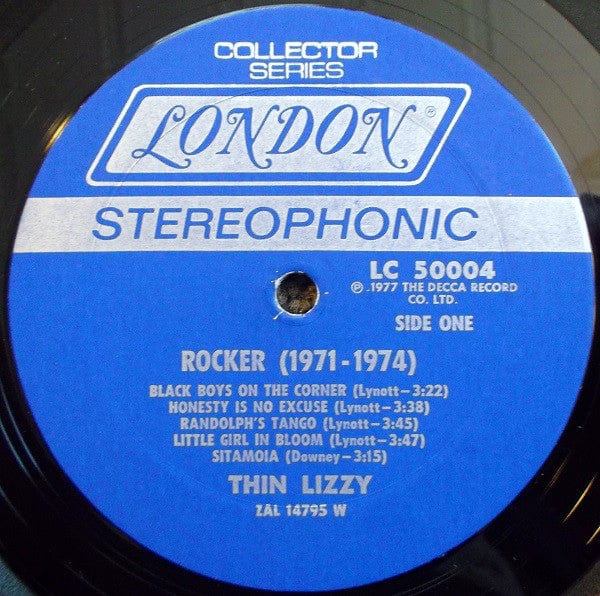 COLLECTOR
SERIES
LONDON®
STEREOPHONIC
LC 50004
℗ .1977 THE DECCA RECORD
CO. LTD.
SIDE ONE
ROCKER (1971-1974)
BLACK BOYS ON THE CORNER (Lynott—3:22)
HONESTY IS NO EXCUSE (Lynott—3:38)
RANDOLPH'S TANGO (Lynott—3:45)
LITTLE GIRL IN BLOOM (Lynott—3:47)
SITAMOIA (Downey—3:15)
THIN LIZZY
ZAL 14795 W